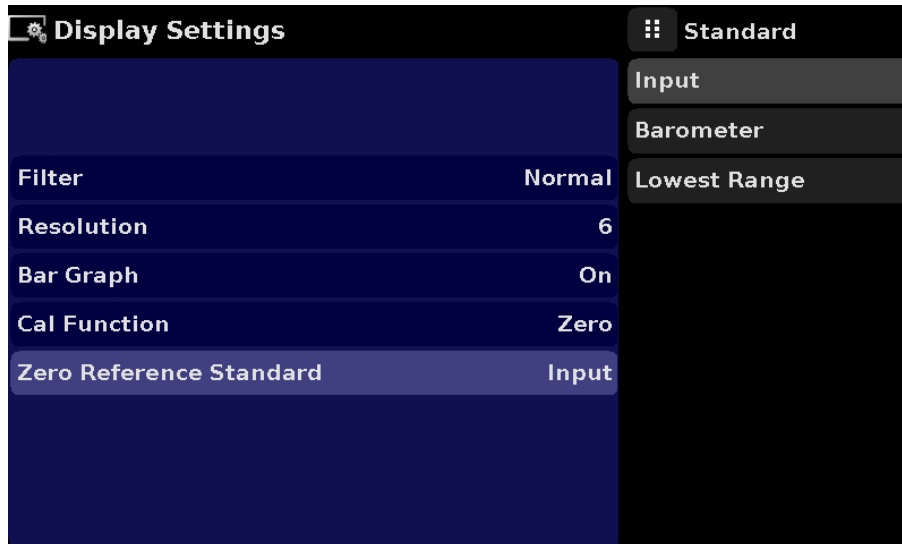 Display Settings
Standard
Input
Barometer
Lowest Range
Filter Normal
Resolution 6
Bar Graph On
Cal Function Zero
Zero Reference Standard Input